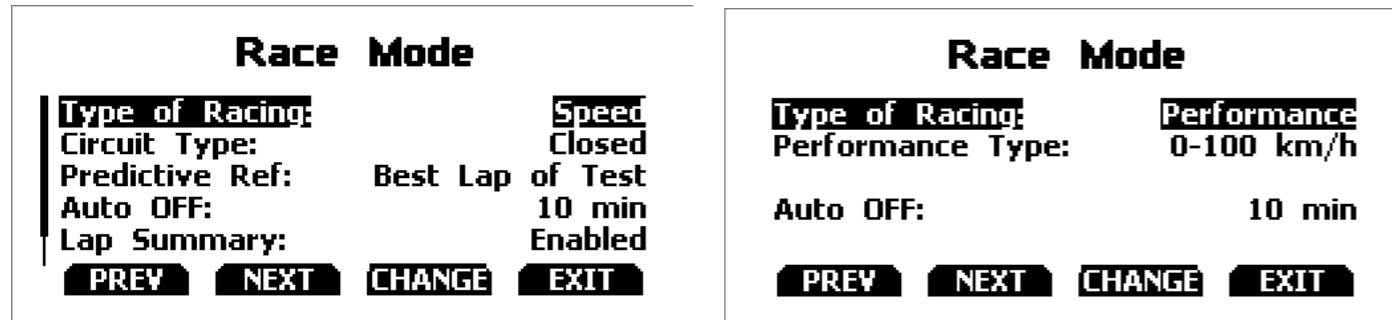 Race Mode
Type of Racing: Speed
Circuit Type: Closed
Predictive Ref: Best Lap of Test
Auto OFF: 10 min
Lap Summary: Enabled
PREV NEXT CHANGE EXIT
Race Mode
Type of Racing: Performance
Performance Type: 0-100 km/h
Auto OFF: 10 min
PREV NEXT CHANGE EXIT